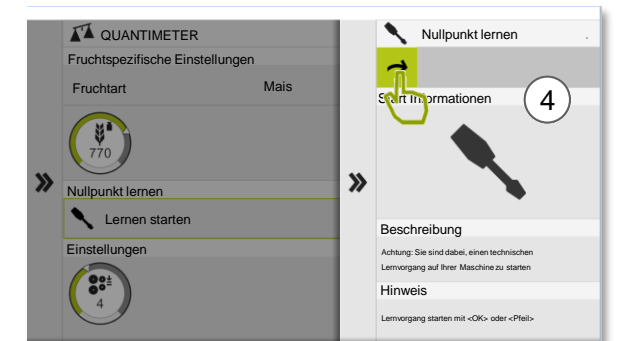 QUANTIMETER
Fruchtspezifische Einstellungen
Fruchtart Mais
770
Nullpunkt lernen
Lernen starten
Einstellungen
4
Nullpunkt lernen .
Start Informationen
4
Beschreibung
Achtung: Sie sind dabei, einen technischen
Lernvorgang auf Ihrer Maschine zu starten
Hinweis
Lernvorgang starten mit <OK> oder <Pfeil>